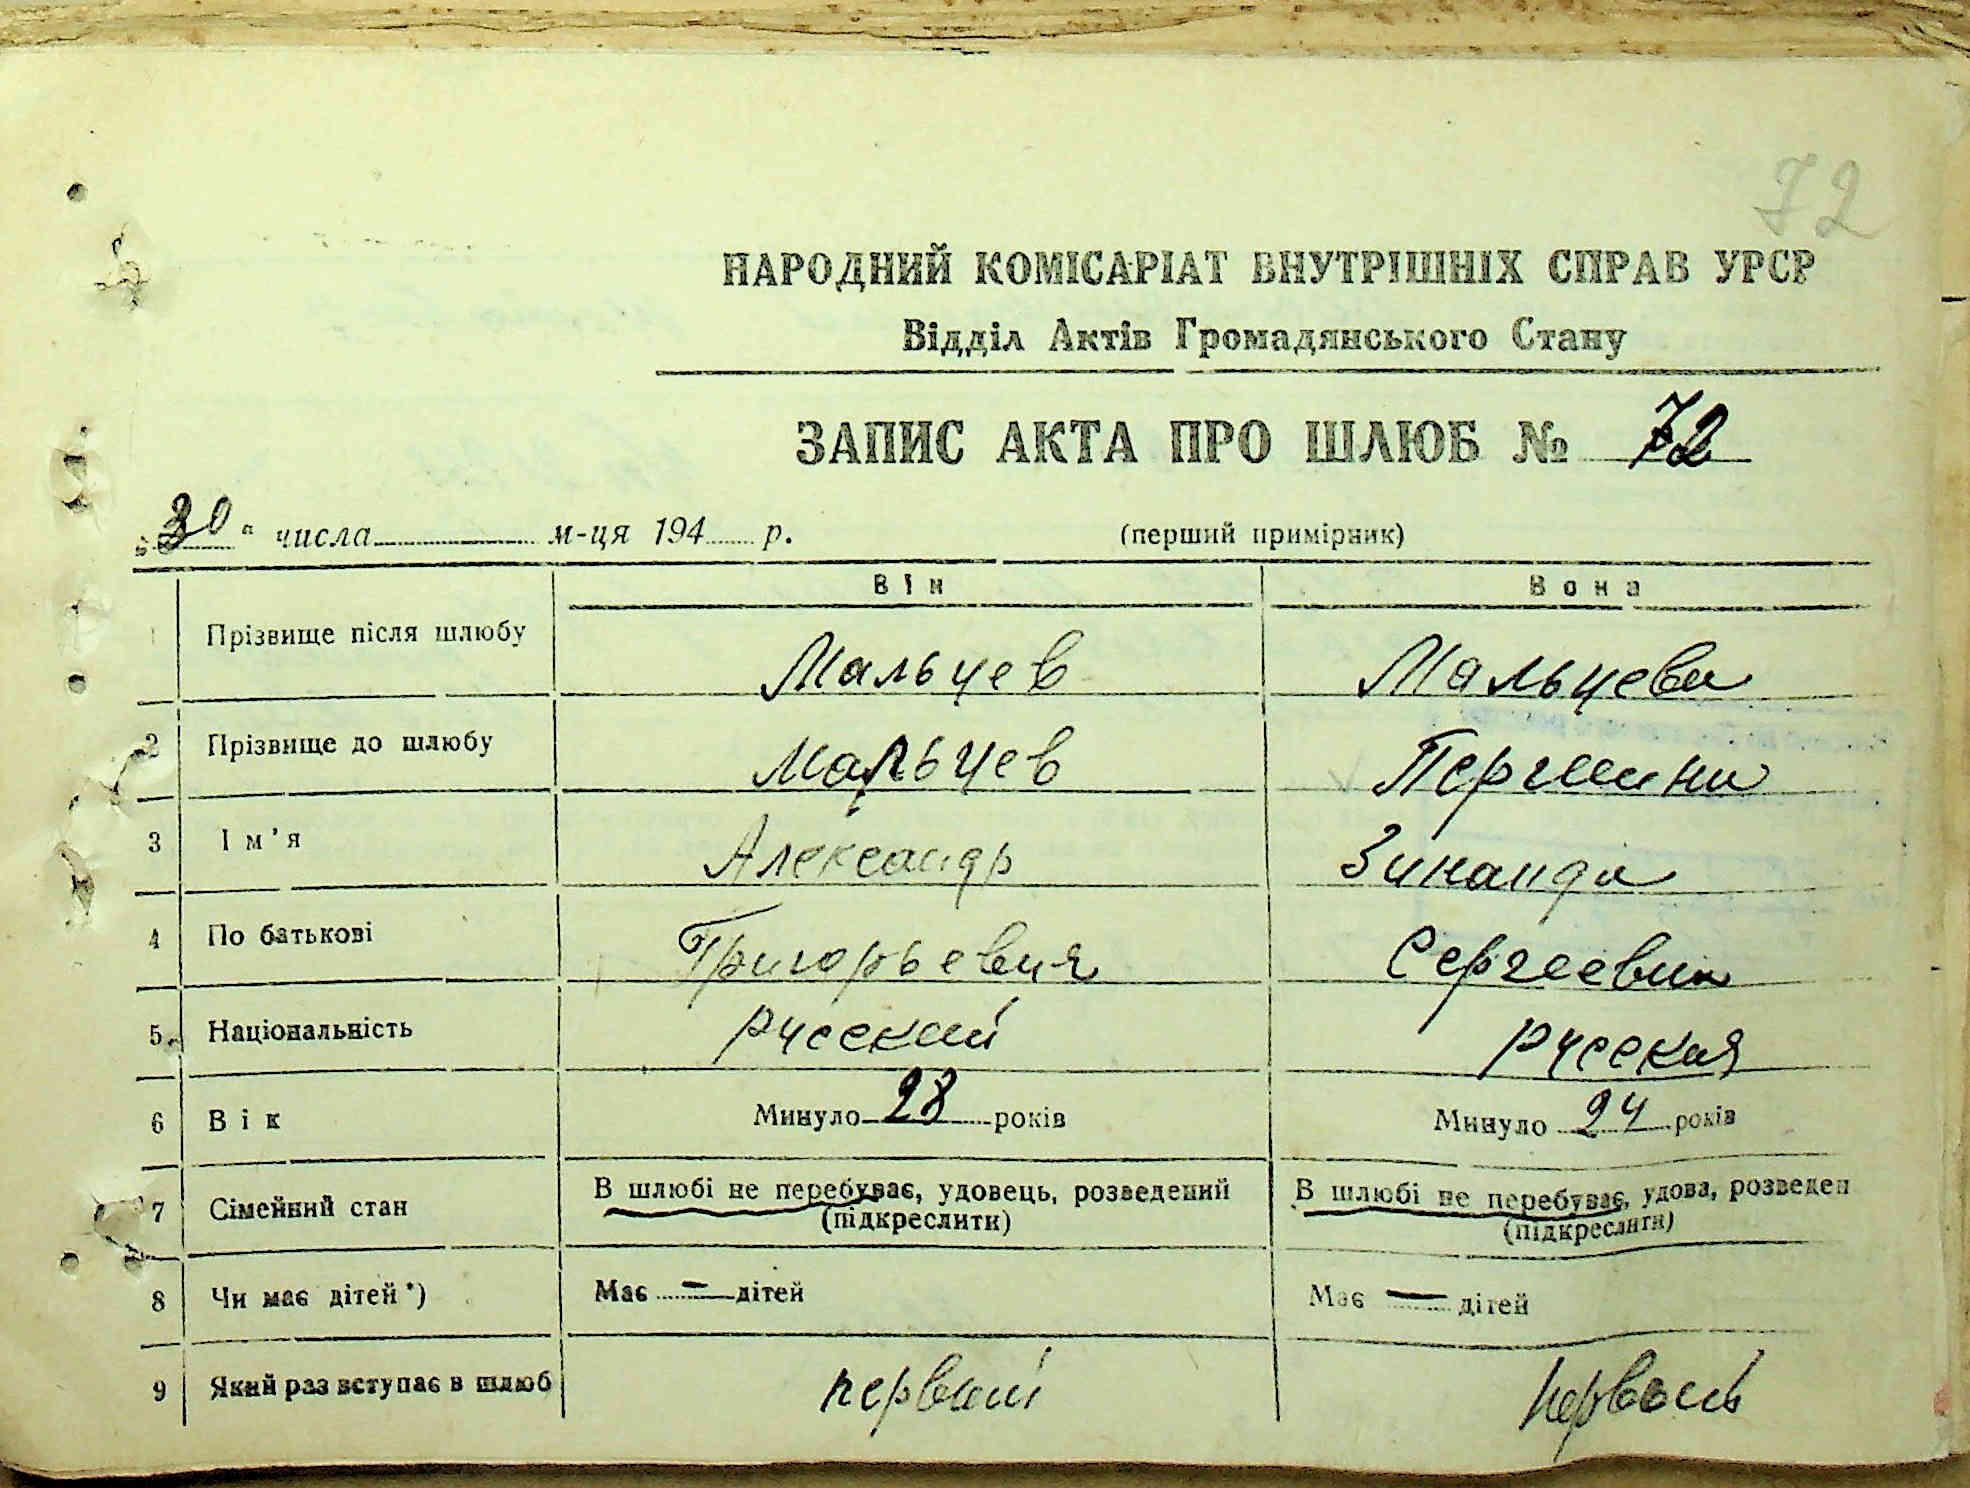 72
НАРОДНИЙ КОМІСАРІАТ ВНУТРІШНІХ СПРАВ УРСР
Відділ Актів Громадянського Стану
ЗАПИС АКТА ПРО ШЛЮБ № 72
„30“ числа м-ця 194 р. (перший примірник)
Він Вона
1 Прізвище після шлюбу Мальцев Мальцева
2 Прізвище до шлюбу Мальцев Першина
3 Ім'я Александр Зинаида
4 По батькові Григорьевич Сергеевна
5 Національність русский русская
6 Вік Минуло 28 років Минуло 24 років
7 Сімейний стан В шлюбі не перебуває, удовець, розведений В шлюбі не перебуває, удова, розведен
(підкреслити) (підкреслити)
8 Чи має дітей*) Має — дітей Має — дітей
9 Який раз вступає в шлюб первый первый